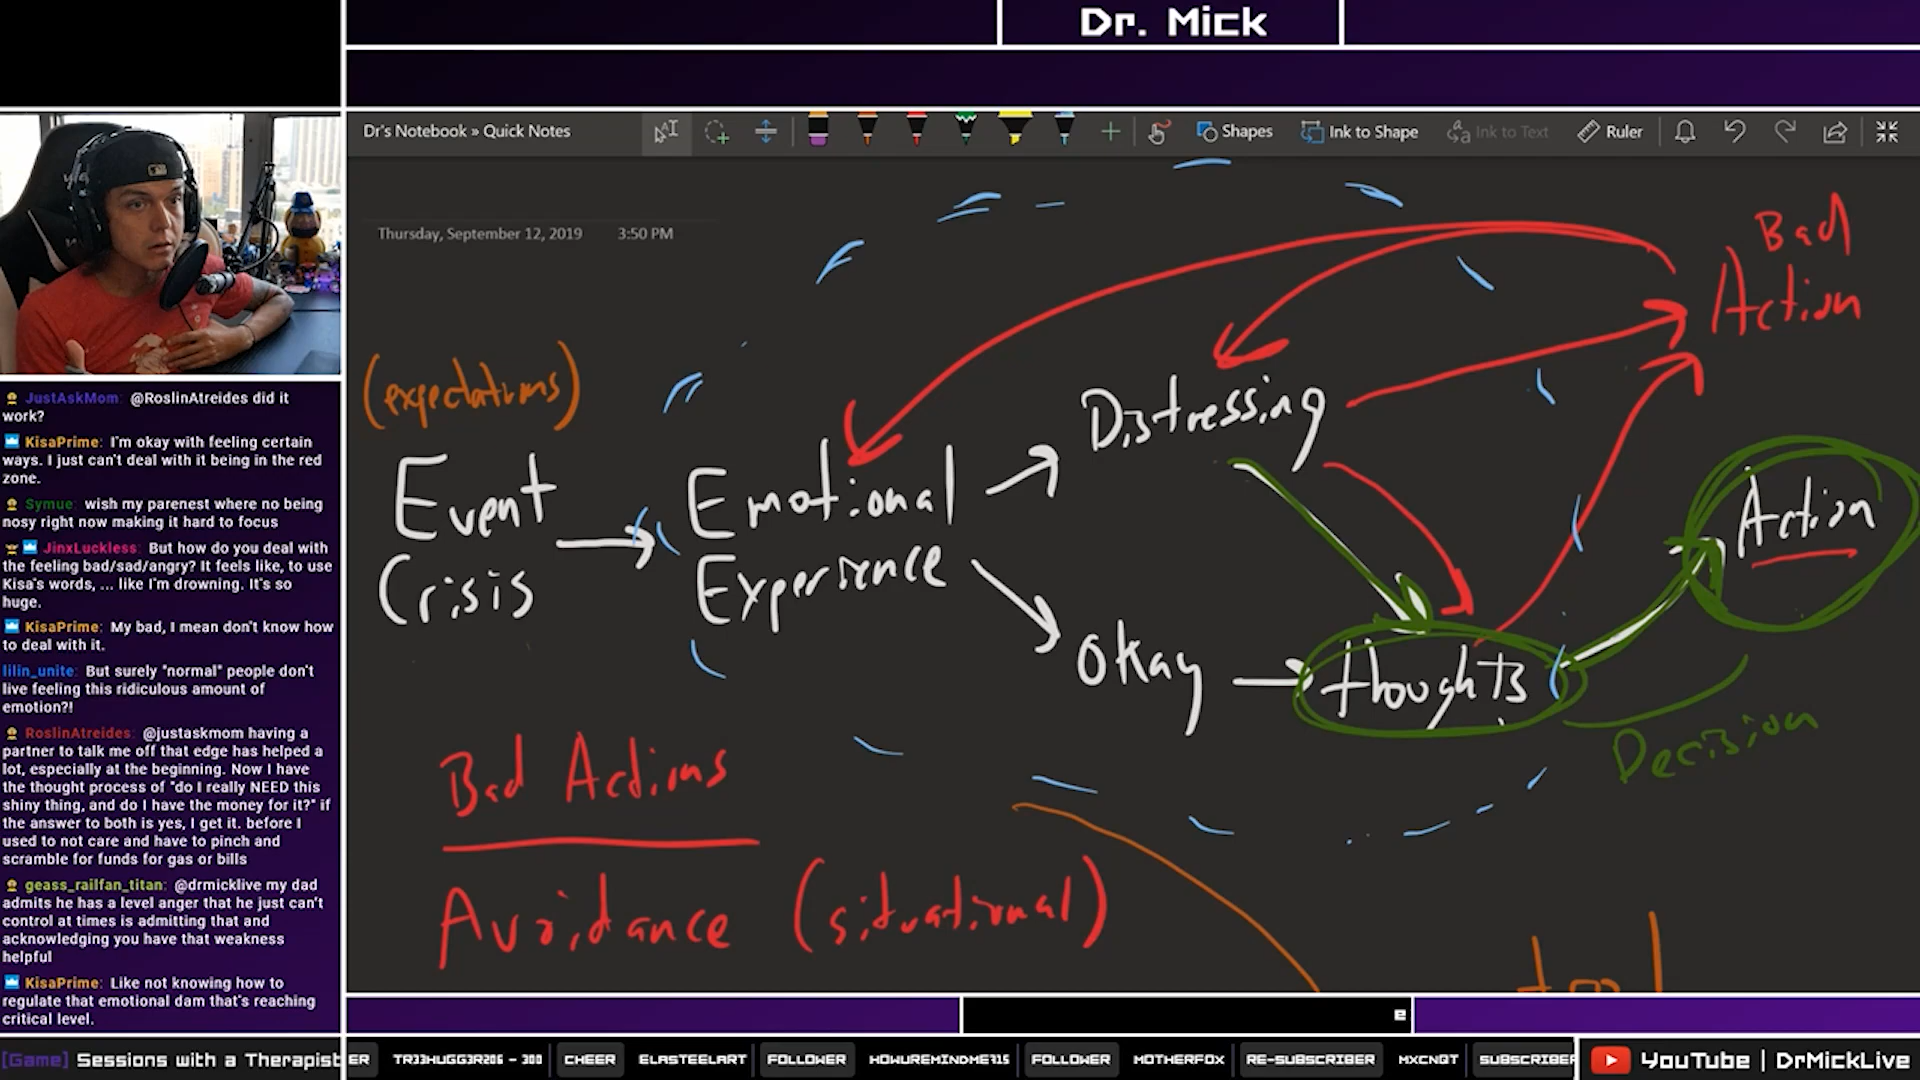 Dr. Mick
Dr's Notebook » Quick Notes
Shapes
Ink to Shape
Ink to Text
Ruler
Thursday, September 12, 2019 3:50 PM
Bad
Action
(expectations)
Event
Crisis
Emotional
Experience
Distressing
Okay
thoughts
Action
Decision
Bad Actions
Avoidance (situational)
tool
JustAskMom: @RoslinAtreides did it
work?
KisaPrime: I'm okay with feeling certain
ways. I just can't deal with it being in the red
zone.
Symue: wish my parenest where no being
nosy right now making it hard to focus
JinxLuckless: But how do you deal with
the feeling bad/sad/angry? It feels like, to use
Kisa's words, ... like I'm drowning. It's so
huge.
KisaPrime: My bad, I mean don't know how
to deal with it.
lilin_unite: But surely "normal" people don't
live feeling this ridiculous amount of
emotion?!
RoslinAtreides: @justaskmom having a
partner to talk me off that edge has helped a
lot, especially at the beginning. Now I have
the thought process of "do I really NEED this
shiny thing, and do I have the money for it?" if
the answer to both is yes, I get it. before I
used to not care and have to pinch and
scramble for funds for gas or bills
geass_railfan_titan: @drmicklive my dad
admits he has a level anger that he just can't
control at times is admitting that and
acknowledging you have that weakness
helpful
KisaPrime: Like not knowing how to
regulate that emotional dam that's reaching
critical level.
e
[Game] Sessions with a Therapist
ER TR33HUGG3R206 - 300 CHEER ELASTEELART FOLLOWER HOWUREMINDME715 FOLLOWER MOTHERFOX RE-SUBSCRIBER MXCNQT SUBSCRIBER
YouTube | DrMickLive